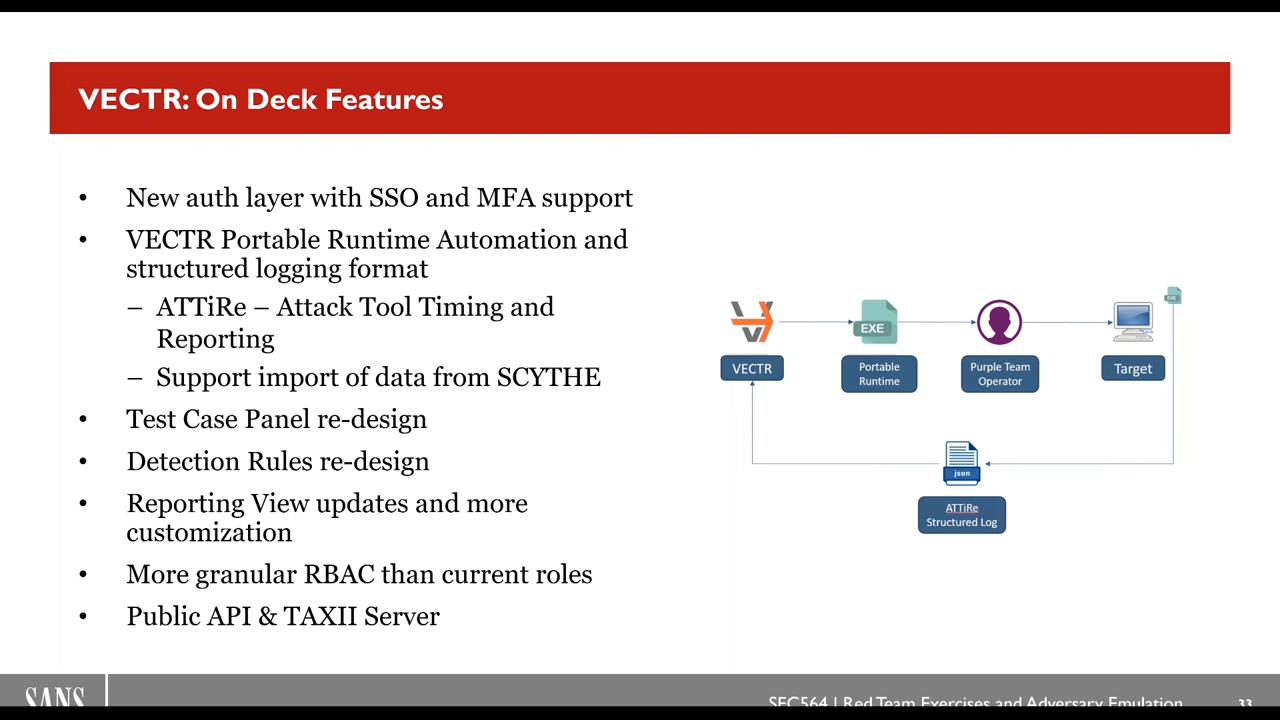 VECTR: On Deck Features
• New auth layer with SSO and MFA support
• VECTR Portable Runtime Automation and
structured logging format
– ATTiRe – Attack Tool Timing and
Reporting
– Support import of data from SCYTHE
• Test Case Panel re-design
• Detection Rules re-design
• Reporting View updates and more
customization
• More granular RBAC than current roles
• Public API & TAXII Server
EXE
EXE
VECTR
Portable
Runtime
Purple Team
Operator
Target
json
ATTiRe
Structured Log
SANS
SEC564 | Red Team Exercises and Adversary Emulation
33